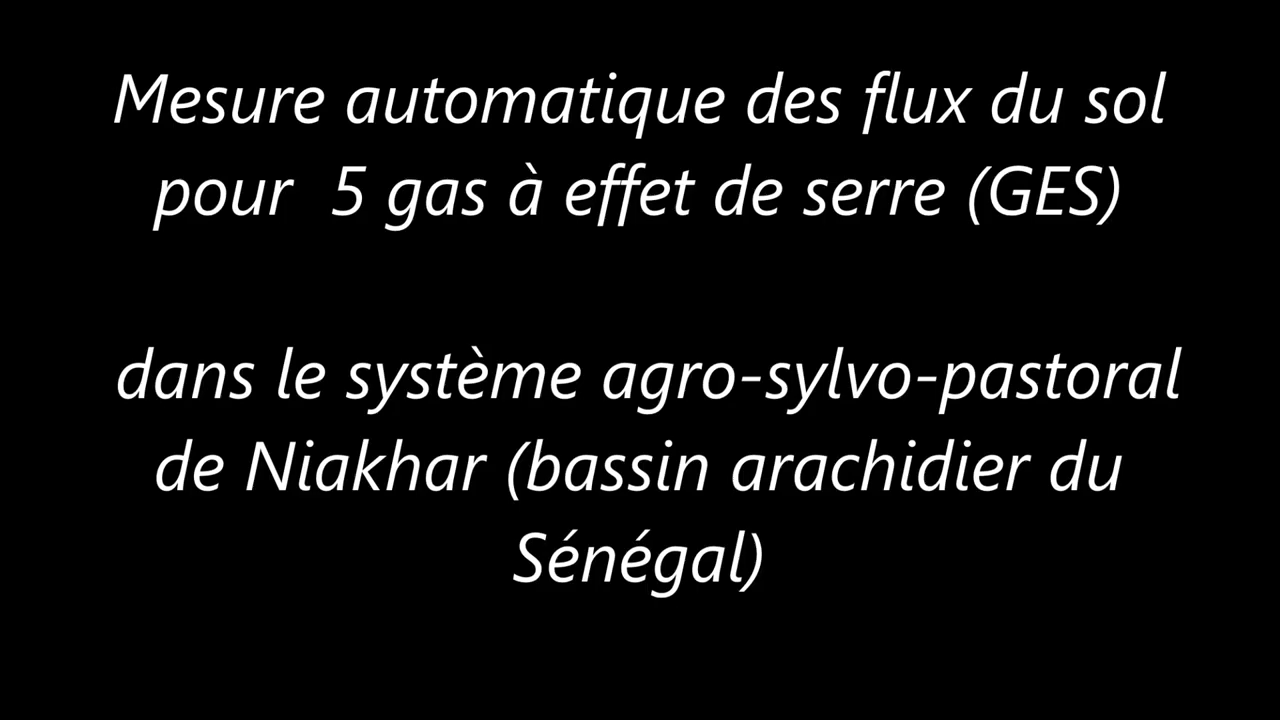 Mesure automatique des flux du sol
pour  5 gas à effet de serre (GES)
dans le système agro-sylvo-pastoral
de Niakhar (bassin arachidier du
Sénégal)